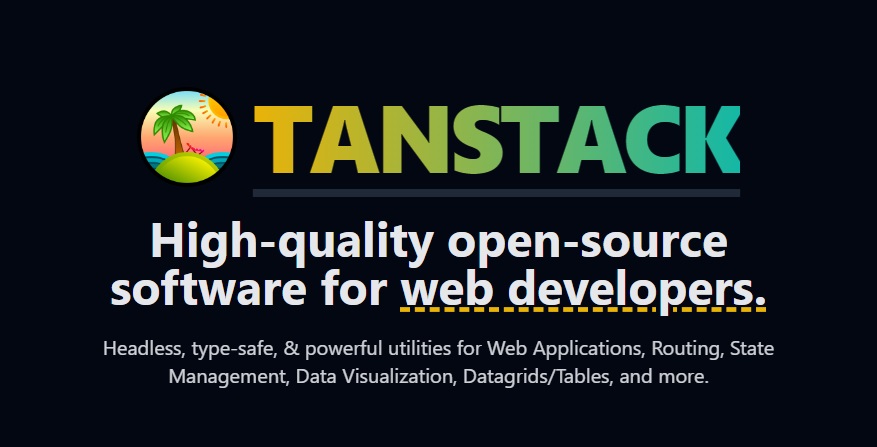 TANSTACK
High-quality open-source
software for web developers.
Headless, type-safe, & powerful utilities for Web Applications, Routing, State
Management, Data Visualization, Datagrids/Tables, and more.